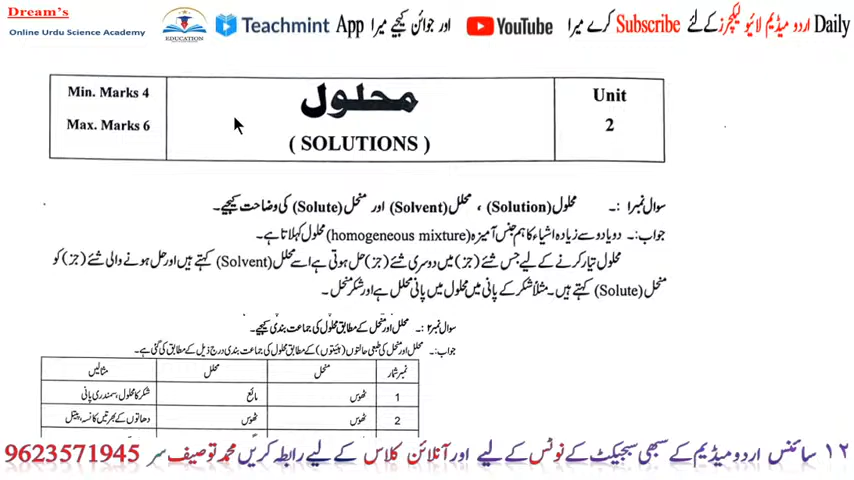 Dream's
Online Urdu Science Academy
EDUCATION
Teachmint App اور جوائن کیجیے میرا
YouTube
Daily اردو میڈیم لائیو لیکچرز کے لئے Subscribe کرے میرا
Min. Marks 4
Max. Marks 6
محلول
( SOLUTIONS )
Unit
2
سوال نمبر ۱ :۔ محلول (Solution) ، محلل (Solvent) اور منحل (Solute) کی وضاحت کیجیے۔
جواب:۔ دو یا دو سے زیادہ اشیاء کا ہم جنس آمیزہ (homogeneous mixture) محلول کہلاتا ہے۔
محلول تیار کرنے کے لیے جس شئے (جز) میں دوسری شئے (جز) حل ہوتی ہے اسے محلل (Solvent) کہتے ہیں اور حل ہونے والی شئے (جز) کو
منحل (Solute) کہتے ہیں۔ مثلاً شکر کے پانی میں محلول میں پانی محلل ہے اور شکر منحل۔
سوال نمبر ۲ :۔ محلل اور منحل کے مطابق محلول کی جماعت بندی کیجیے۔
جواب:۔ محلل اور منحل کی طبعی حالتوں (ہیئتوں) کے مطابق محلول کی جماعت بندی درج ذیل کے مطابق کی گئی ہے۔
نمبر شمار منحل محلل مثالیں
1 ٹھوس مائع شکر کا محلول، سمندری پانی
2 ٹھوس ٹھوس دھاتوں کے بھرتیں کانسہ، پیتل
۱۲ سائنس اردو میڈیم کے سبھی سبجیکٹ کے نوٹس کے لیے اور آنلائن کلاس کے لیے رابطہ کریں محمد توصیف سر 9623571945